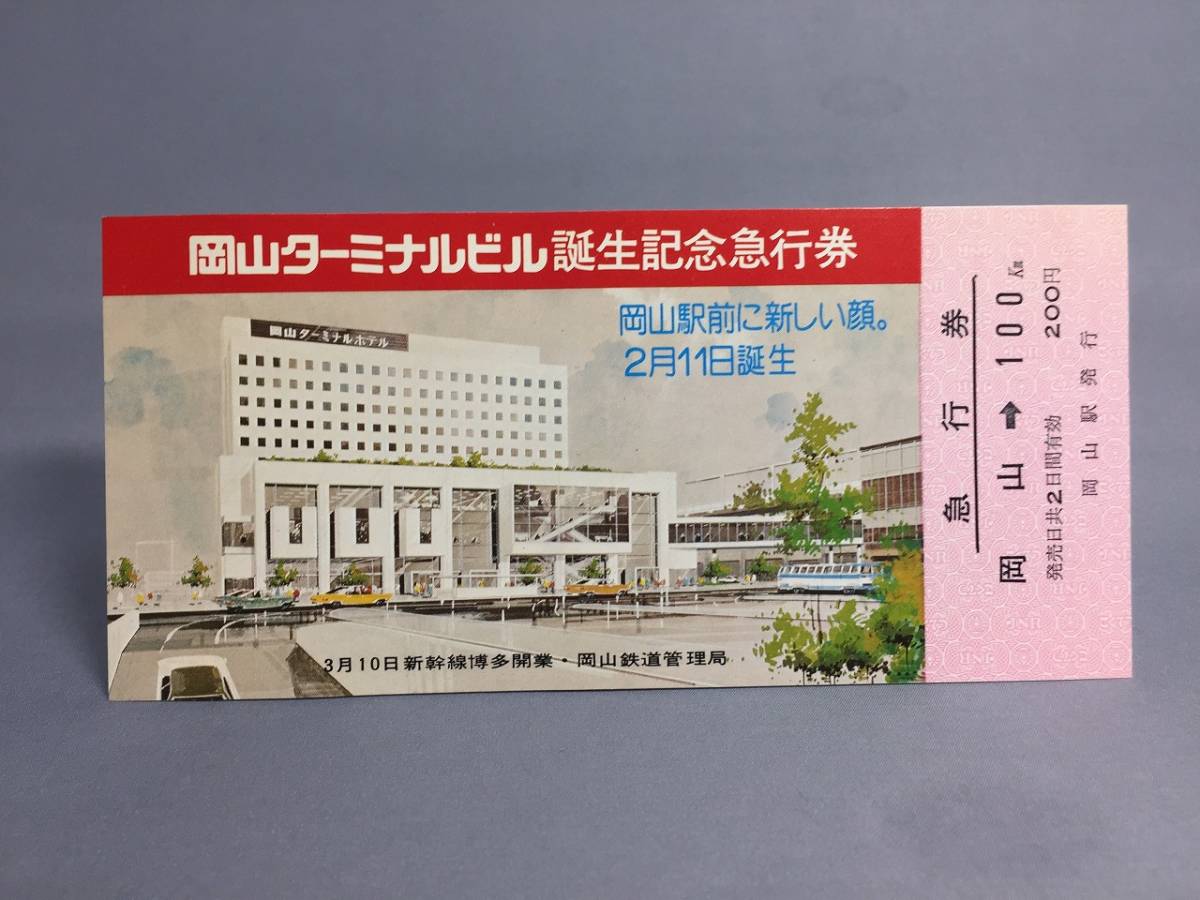 岡山ターミナルビル誕生記念急行券
岡山駅前に新しい顔。
2月11日誕生
岡山ターミナルホテル
3月10日新幹線博多開業・岡山鉄道管理局
急行券
岡山➡100Km
200円
発売日共2日間有効
岡山駅発行